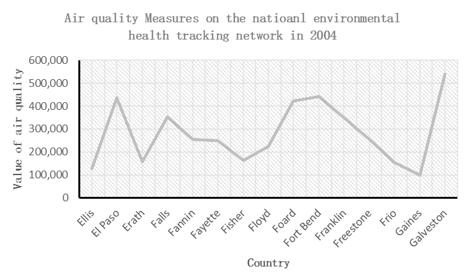 Air quality Measures on the natioanl environmental
health tracking network in 2004
Value of air quality
600,000
500,000
400,000
300,000
200,000
100,000
0
Ellis
El Paso
Erath
Falls
Fannin
Fayette
Fisher
Floyd
Foard
Fort Bend
Franklin
Freestone
Frio
Gaines
Galveston
Country